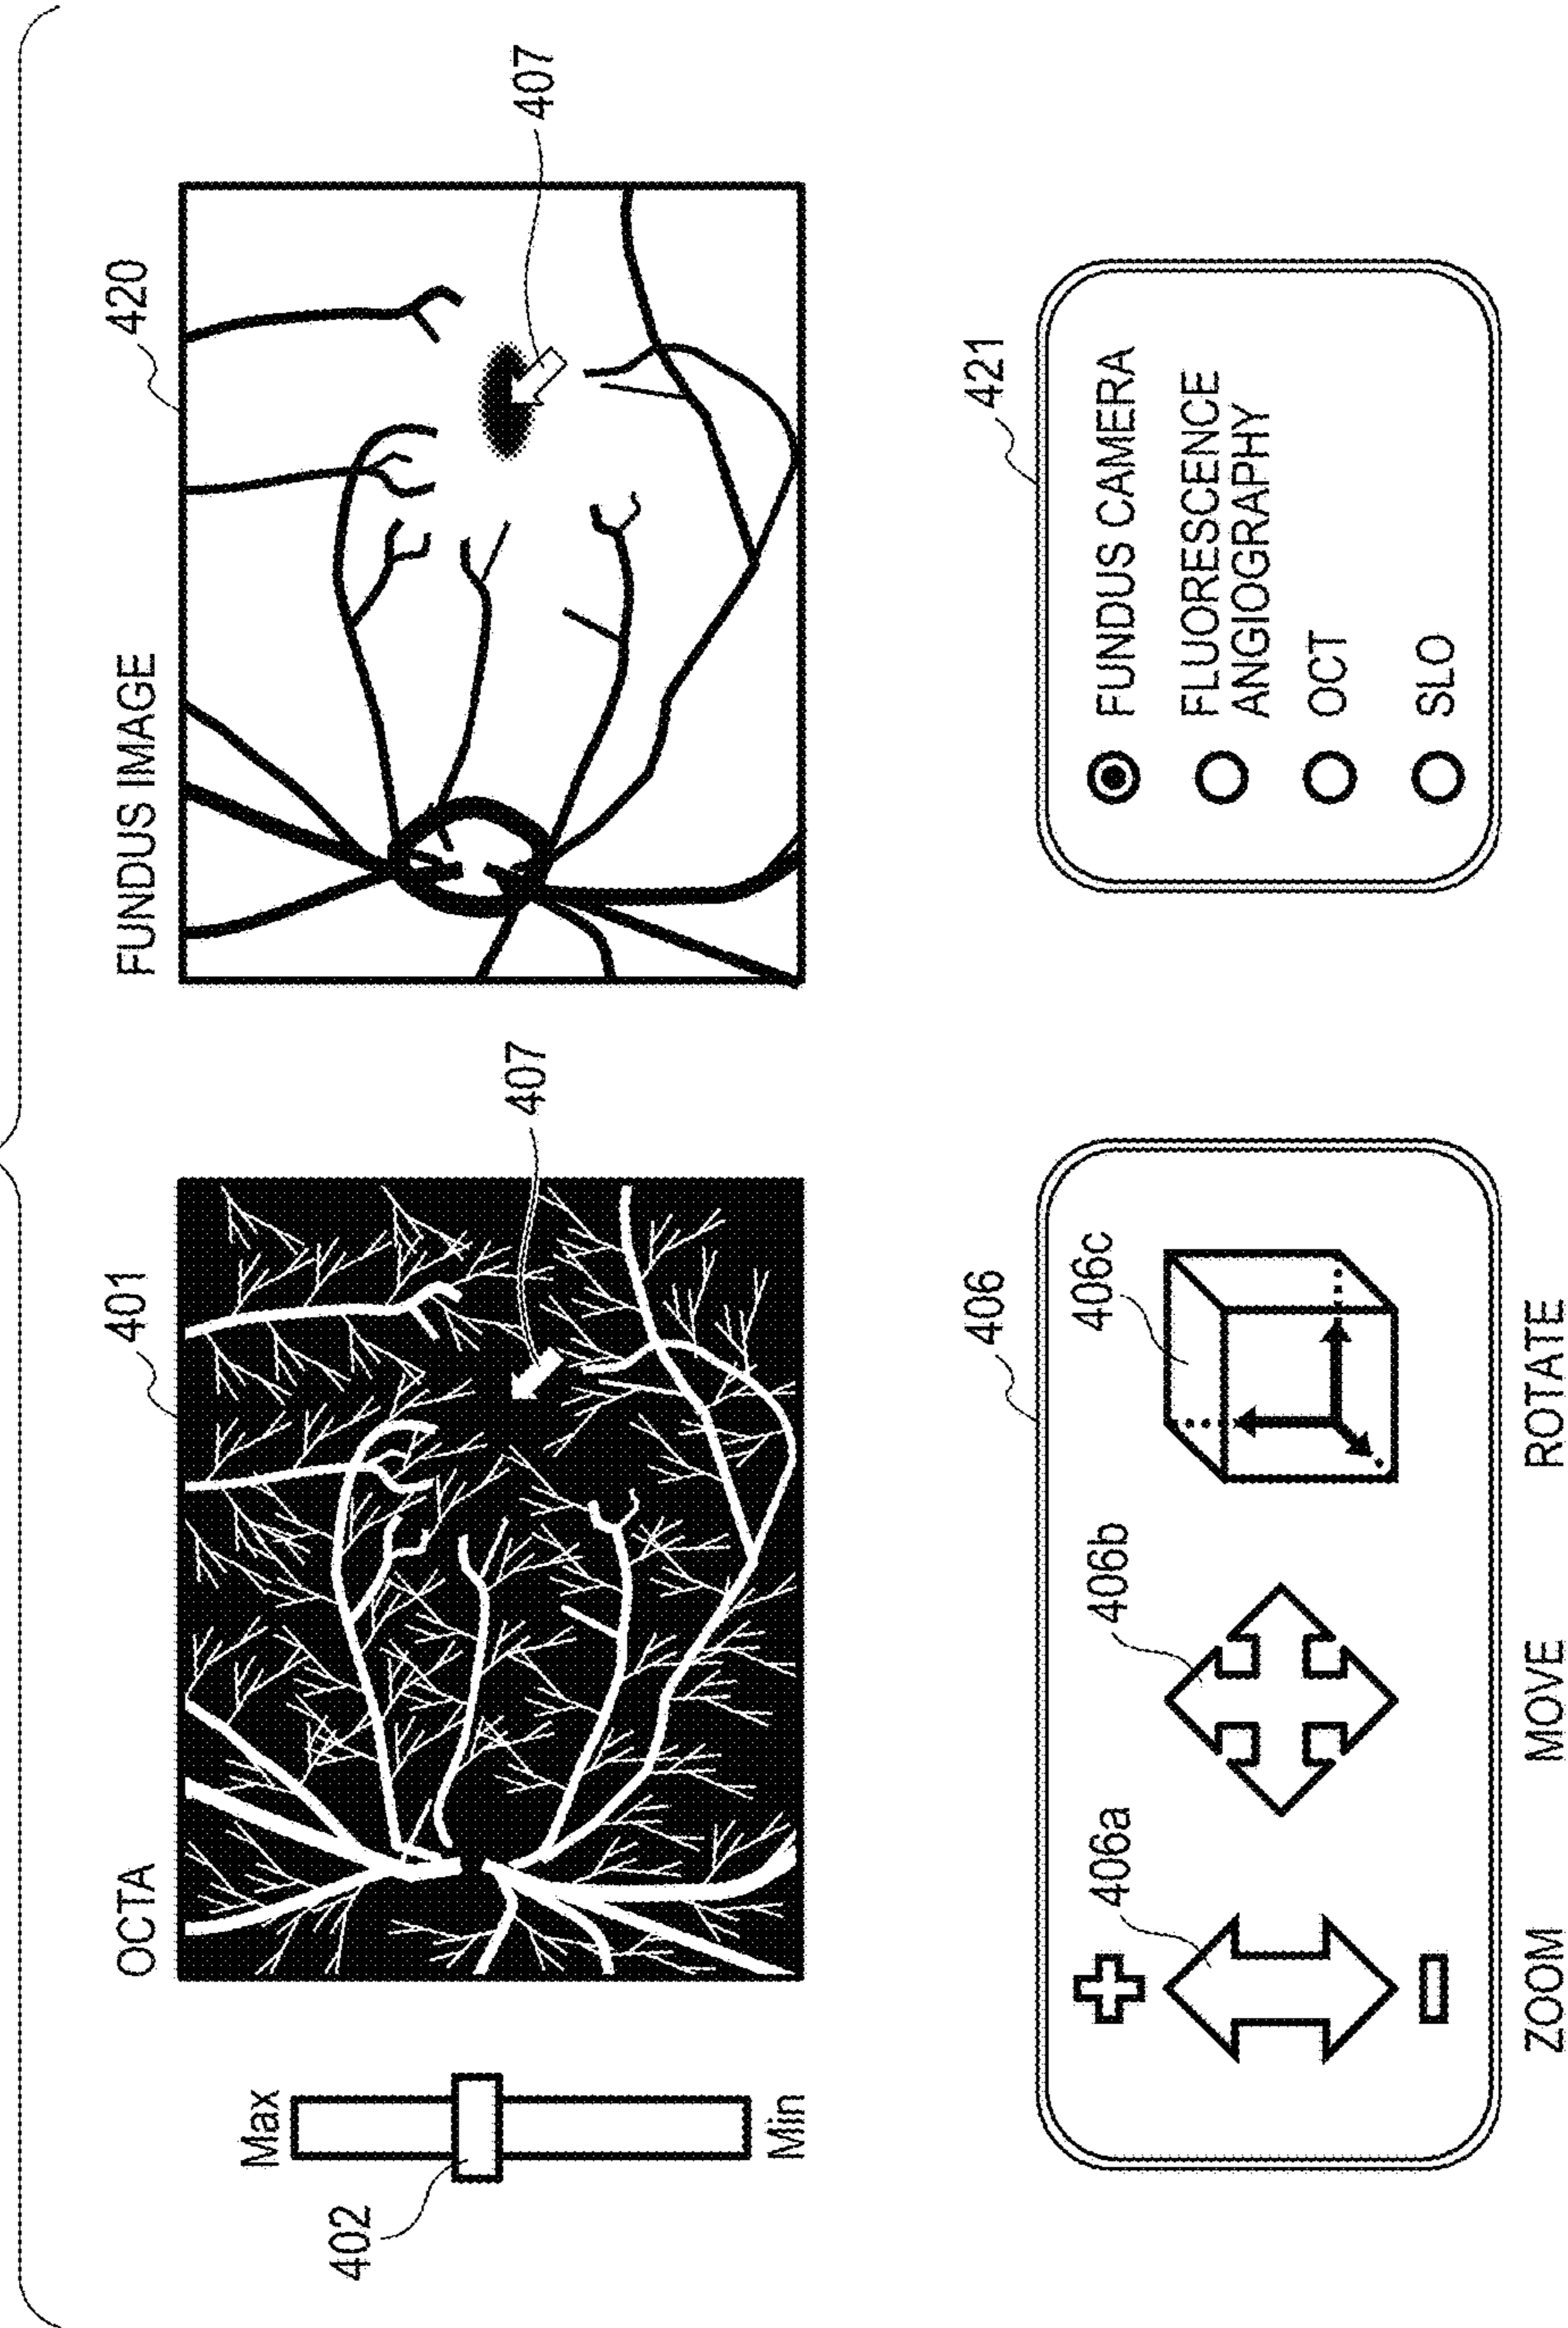 OCTA
401
FUNDUS IMAGE
420
Max
402
Min
407
407
406
406a
406b
406c
ZOOM
MOVE
ROTATE
421
FUNDUS CAMERA
FLUORESCENCE
ANGIOGRAPHY
OCT
SLO